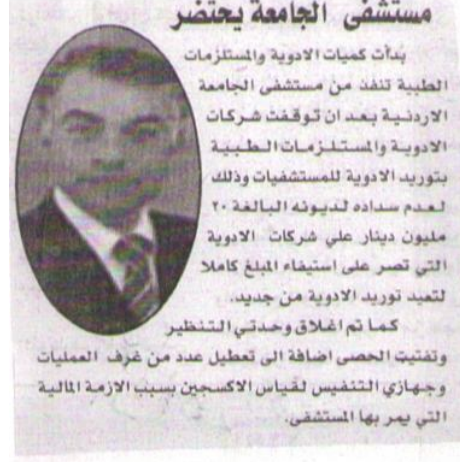 مستشفى الجامعة يحتضر
بدأت كميات الادوية والمستلزمات
الطبية تنفد من مستشفى الجامعة
الاردنية بعد ان توقفت شركات
الادوية والمستلزمات الطبية
بتوريد الادوية للمستشفيات وذلك
لعدم سداده لديونه البالغة ٢٠
مليون دينار علي شركات الادوية
التي تصر على استيفاء المبلغ كاملا
لتعيد توريد الادوية من جديد.
كما تم اغلاق وحدتي التنظير
وتفتيت الحصى اضافة الى تعطيل عدد من غرف العمليات
وجهازي التنفيس لقياس الاكسجين بسبب الازمة المالية
التي يمر بها المستشفى.